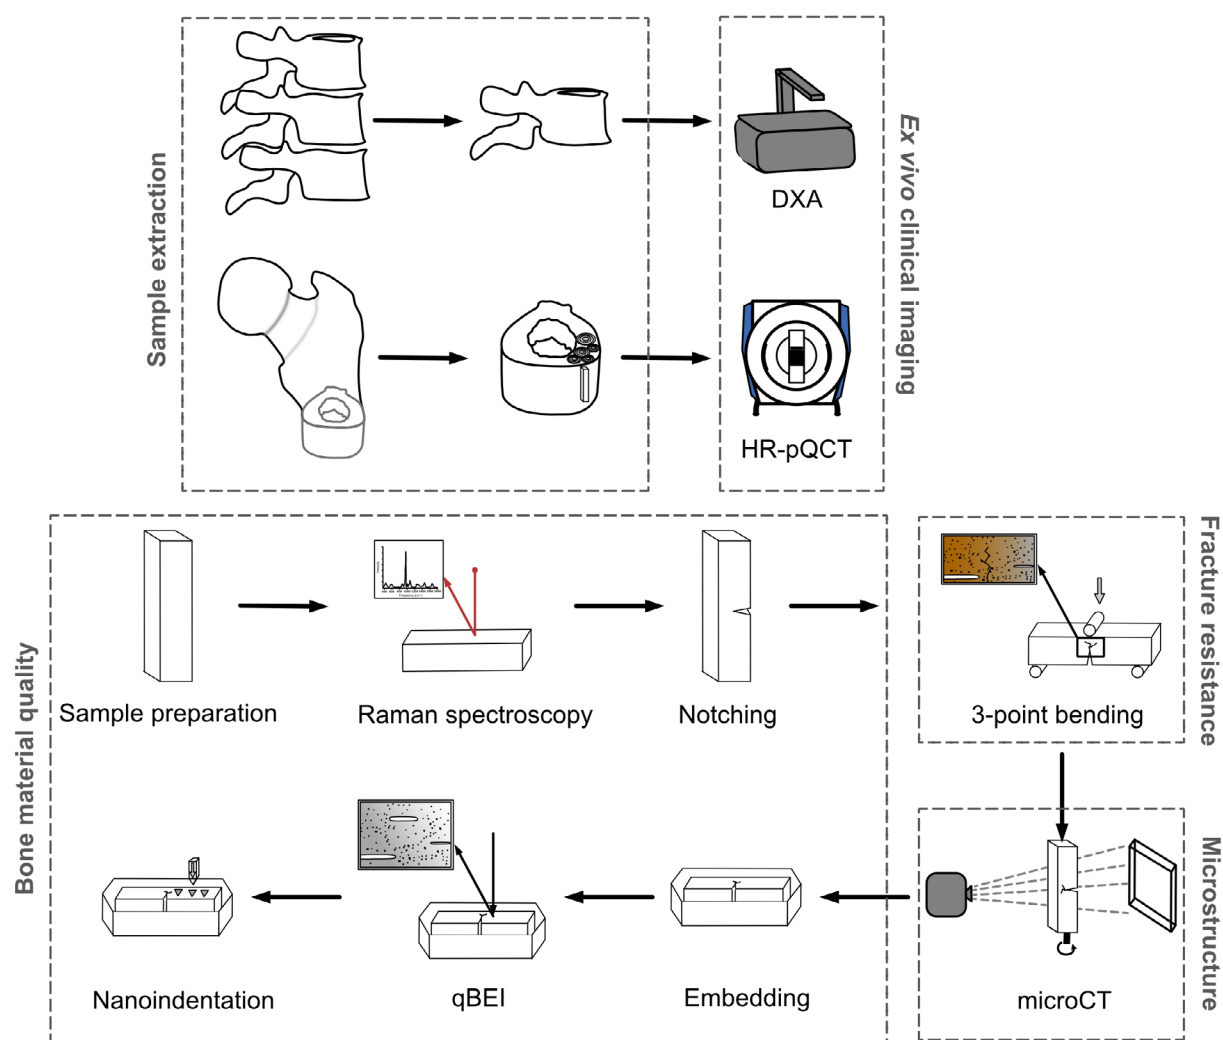 Sample extraction
DXA
HR-pQCT
Ex vivo clinical imaging
Bone material quality
Sample preparation
Raman spectroscopy
Notching
3-point bending
Fracture resistance
Nanoindentation
qBEI
Embedding
microCT
Microstructure